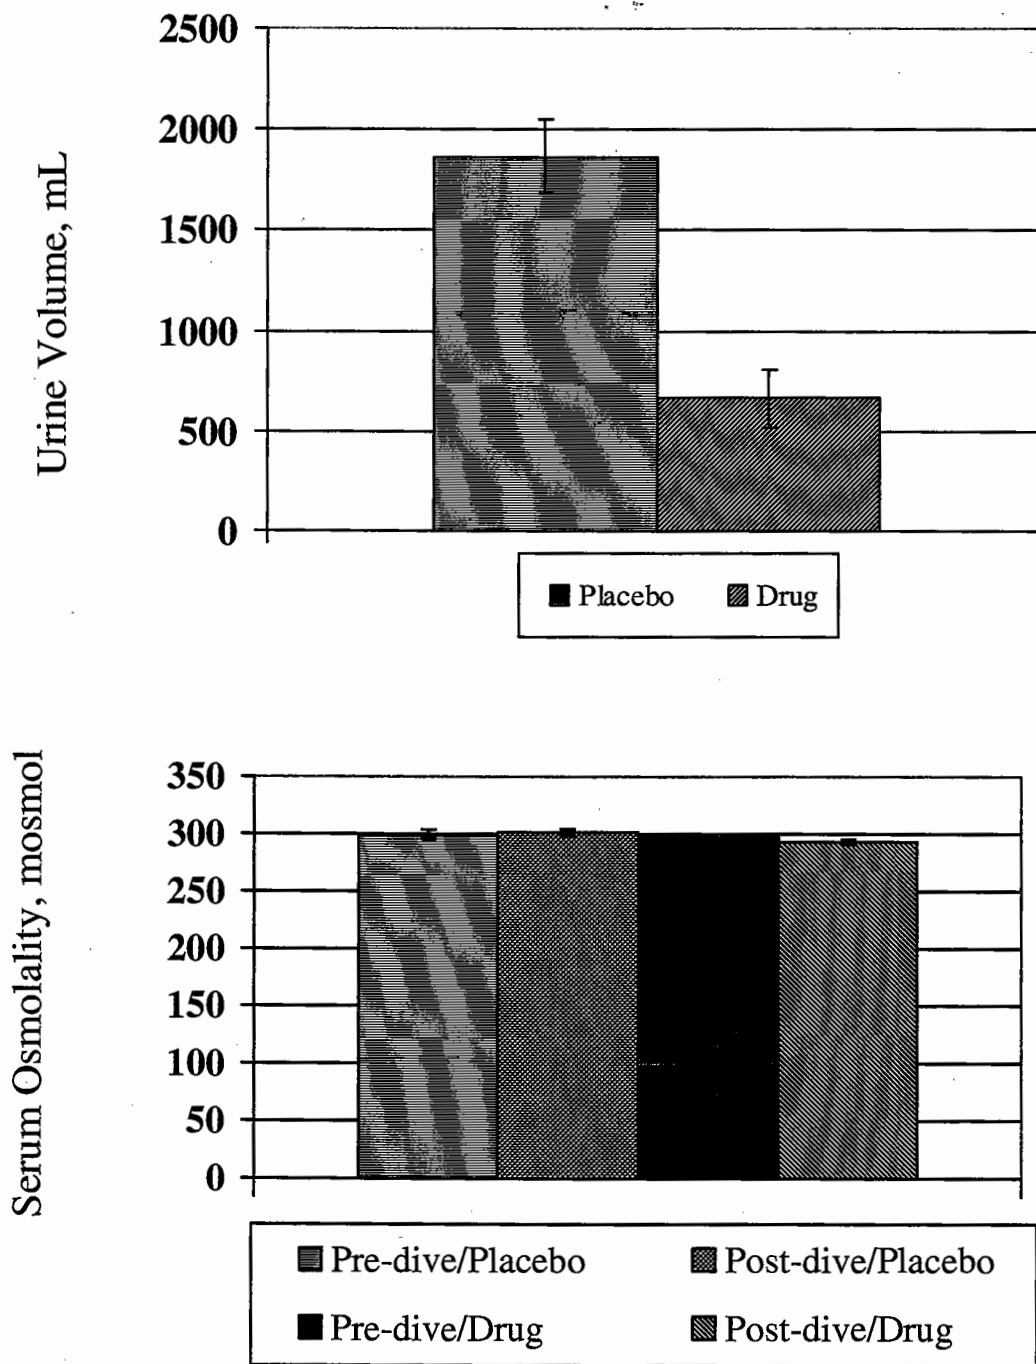 Urine Volume, mL
2500
2000
1500
1000
500
0
Placebo Drug
Serum Osmolality, mosmol
350
300
250
200
150
100
50
0
Pre-dive/Placebo Post-dive/Placebo
Pre-dive/Drug Post-dive/Drug